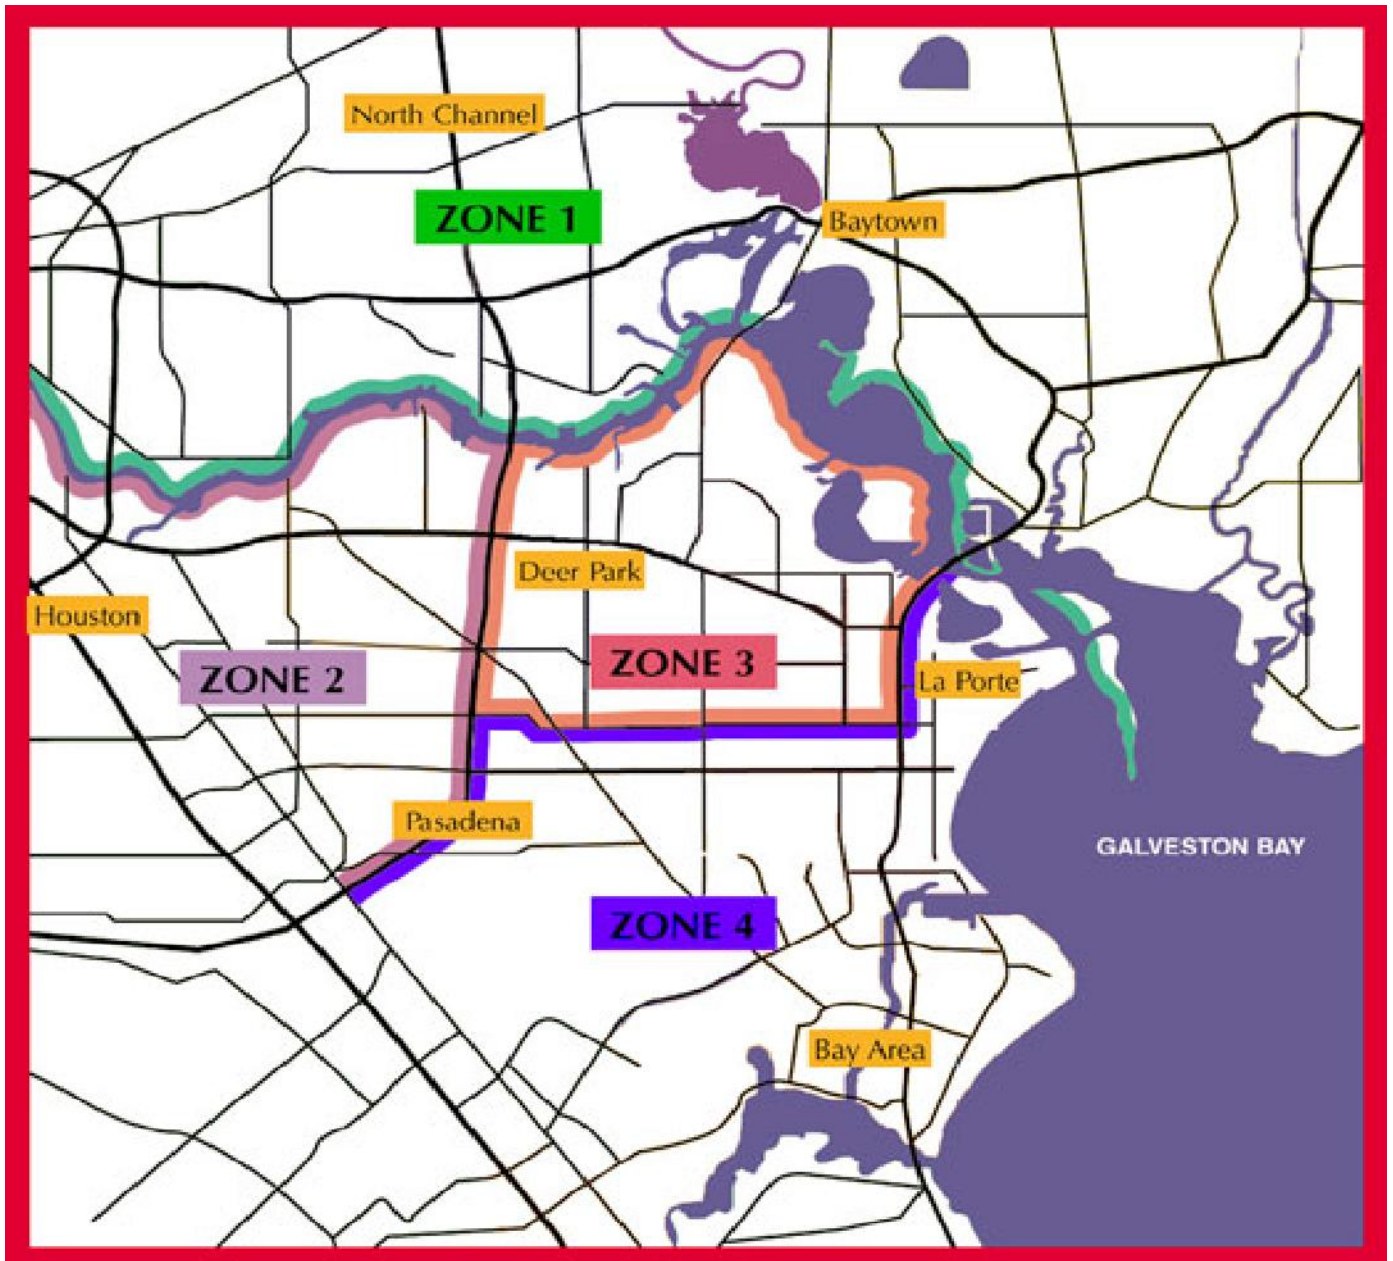 North Channel
ZONE 1
Baytown
Deer Park
Houston
ZONE 2
ZONE 3
La Porte
Pasadena
GALVESTON BAY
ZONE 4
Bay Area